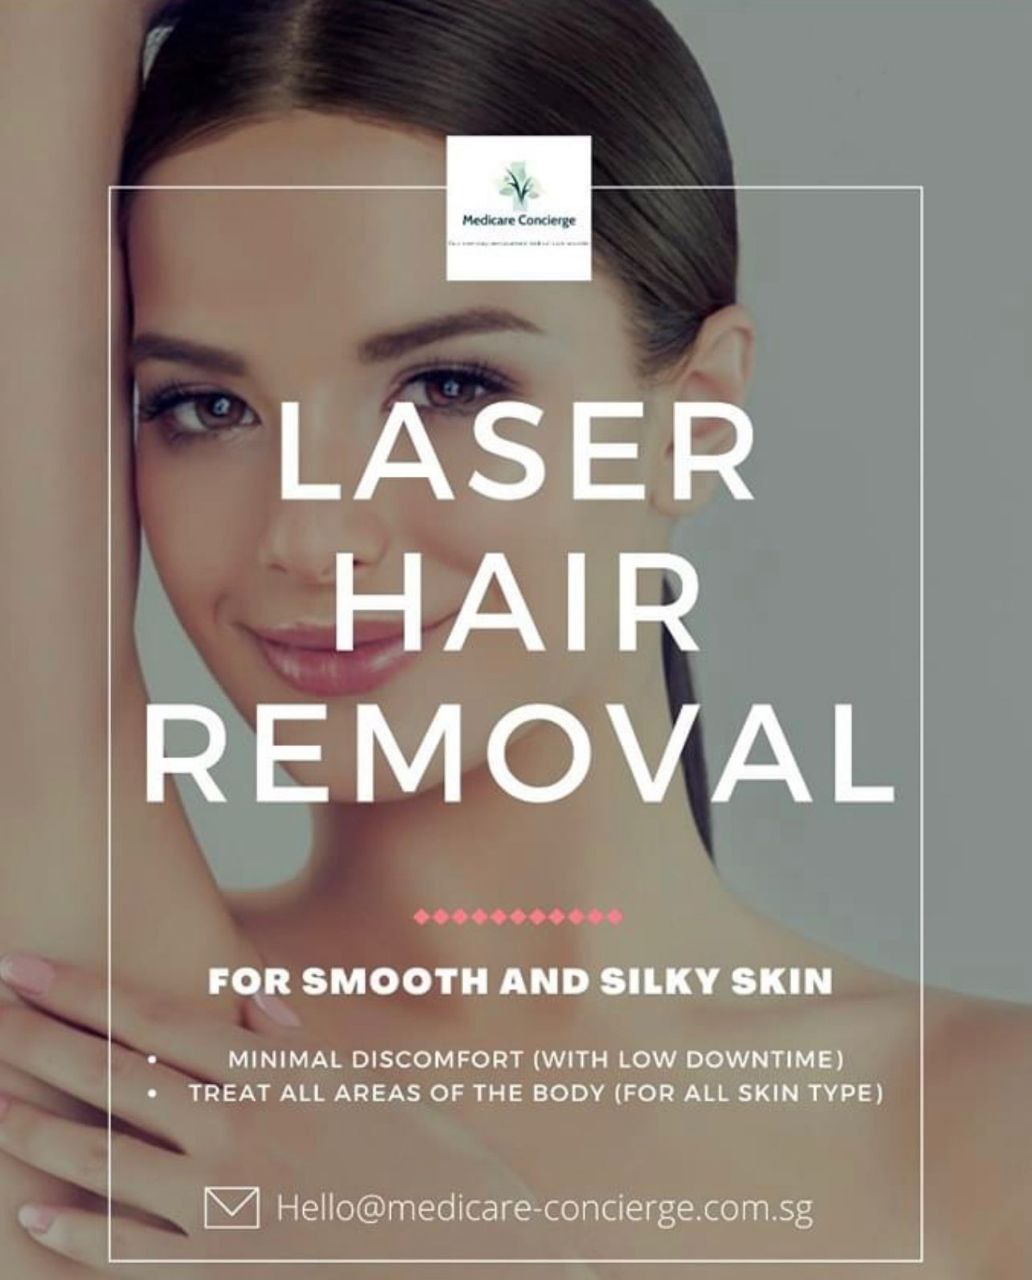 Medicare Concierge
LASER
HAIR
REMOVAL
FOR SMOOTH AND SILKY SKIN
• MINIMAL DISCOMFORT (WITH LOW DOWNTIME)
• TREAT ALL AREAS OF THE BODY (FOR ALL SKIN TYPE)
Hello@medicare-concierge.com.sg